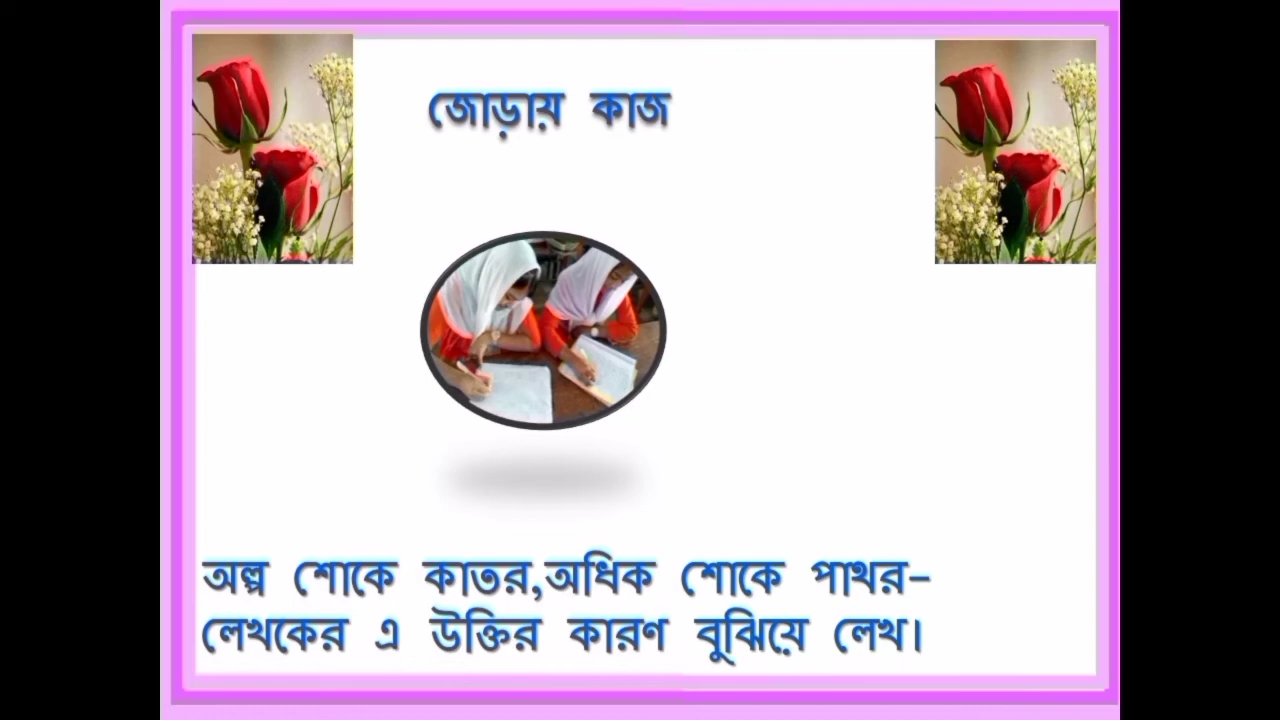 জোড়ায় কাজ
অল্প শোকে কাতর,অধিক শোকে পাথর-
লেখকের এ উক্তির কারণ বুঝিয়ে লেখ।